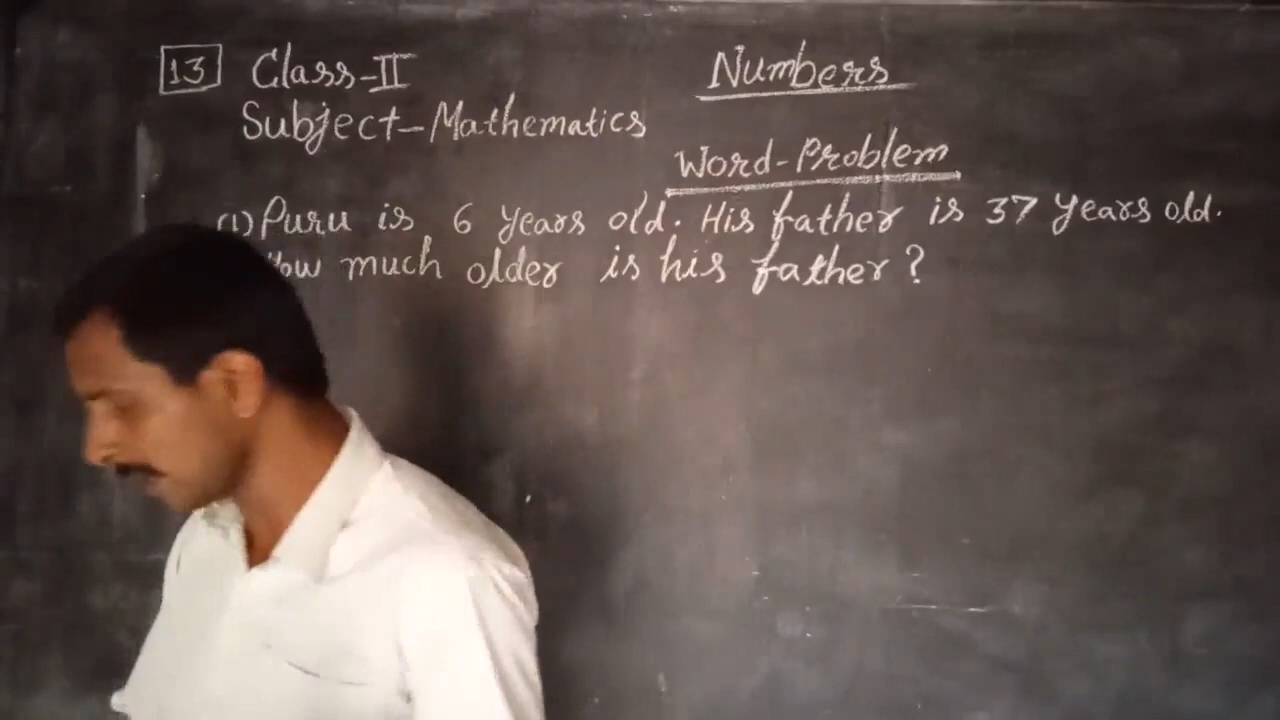 13 Class-II
Numbers
Subject-Mathematics
Word-Problem
(1) Puru is 6 years old. His father is 37 years old.
How much older is his father?